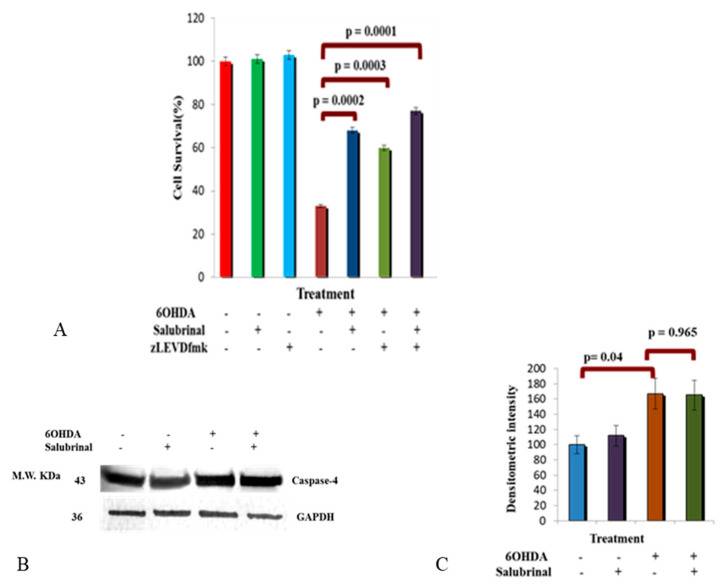 120
100
80
60
40
20
0
Cell Survival(%)
p = 0.0001
p = 0.0003
p = 0.0002
Treatment
6OHDA - - - + + + +
Salubrinal - + - - + - +
zLEVDfmk - - + - - + +
A
6OHDA - - + +
Salubrinal - + - +
M.W. KDa 43 Caspase-4
36 GAPDH
B
p = 0.965
p= 0.04
200
180
160
140
120
100
80
60
40
20
0
Densitometric intensity
Treatment
6OHDA - - + +
Salubrinal - + - +
C